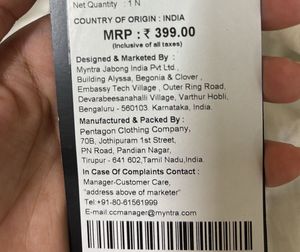 Net Quantity : 1 N
COUNTRY OF ORIGIN : INDIA
MRP : ₹ 399.00
(Inclusive of all taxes)
Designed & Marketed By :
Myntra Jabong India Pvt Ltd.,
Building Alyssa, Begonia & Clover ,
Embassy Tech Village , Outer Ring Road,
Devarabeesanahalli Village, Varthur Hobli,
Bengaluru - 560103. Karnataka, India.
Manufactured & Packed By :
Pentagon Clothing Company,
70B, Jothipuram 1st St,
PN Road, Pandian Nagar,
Tirupur - 641 602,Tamil Nadu,India
In Case Of Complaints Contact :
Manager-Customer Care,
"address above of marketer"
Tel:+91-80-61561999
E.mail:ccmanager@myntra.com